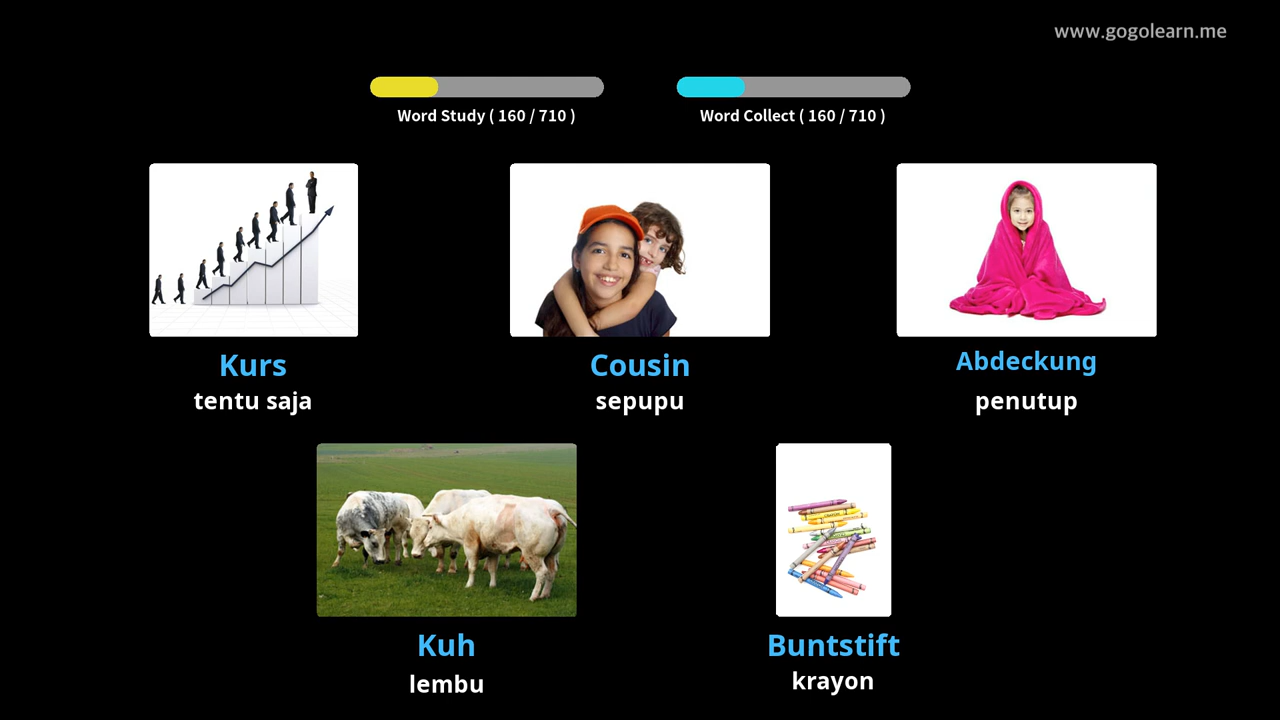 www.gogolearn.me
Word Study ( 160 / 710 )
Word Collect ( 160 / 710 )
Kurs
tentu saja
Cousin
sepupu
Abdeckung
penutup
Kuh
lembu
Buntstift
krayon